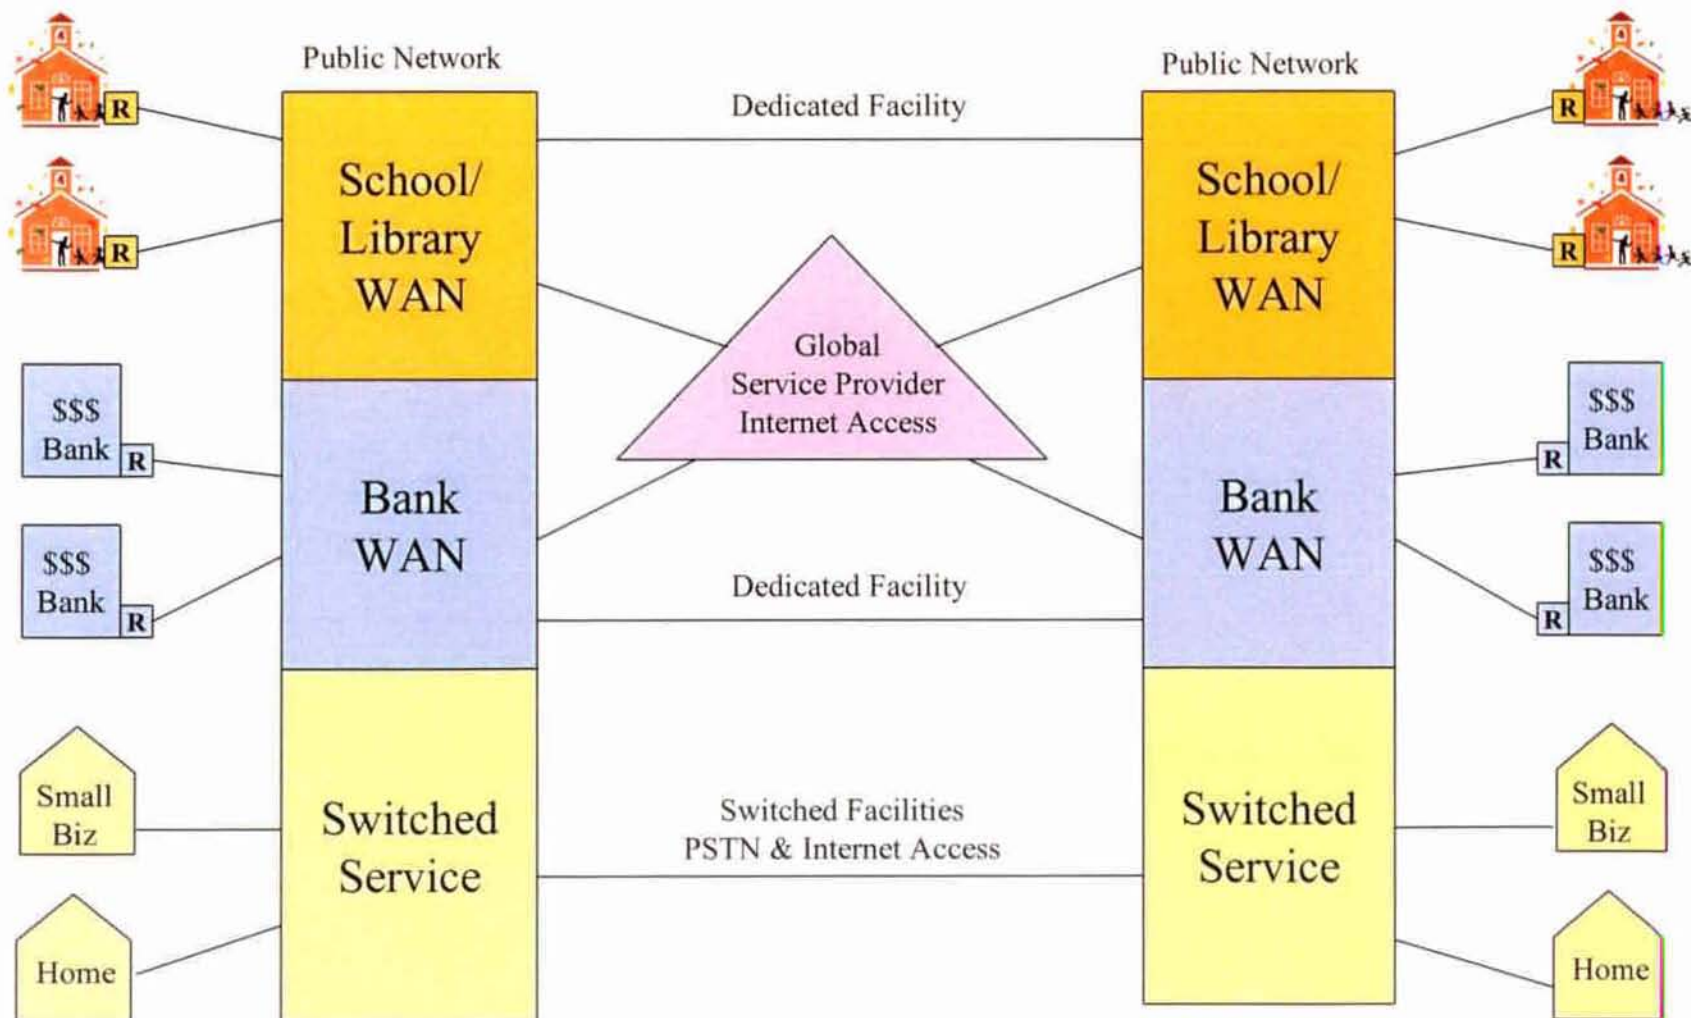 Public Network
Public Network
Dedicated Facility
R
R
School/
Library
WAN
School/
Library
WAN
R
R
Global
Service Provider
Internet Access
$$$
Bank
R
$$$
Bank
R
Bank
WAN
Bank
WAN
$$$
Bank
R
$$$
Bank
R
Dedicated Facility
Small
Biz
Switched
Service
Switched Facilities
PSTN & Internet Access
Switched
Service
Small
Biz
Home
Home